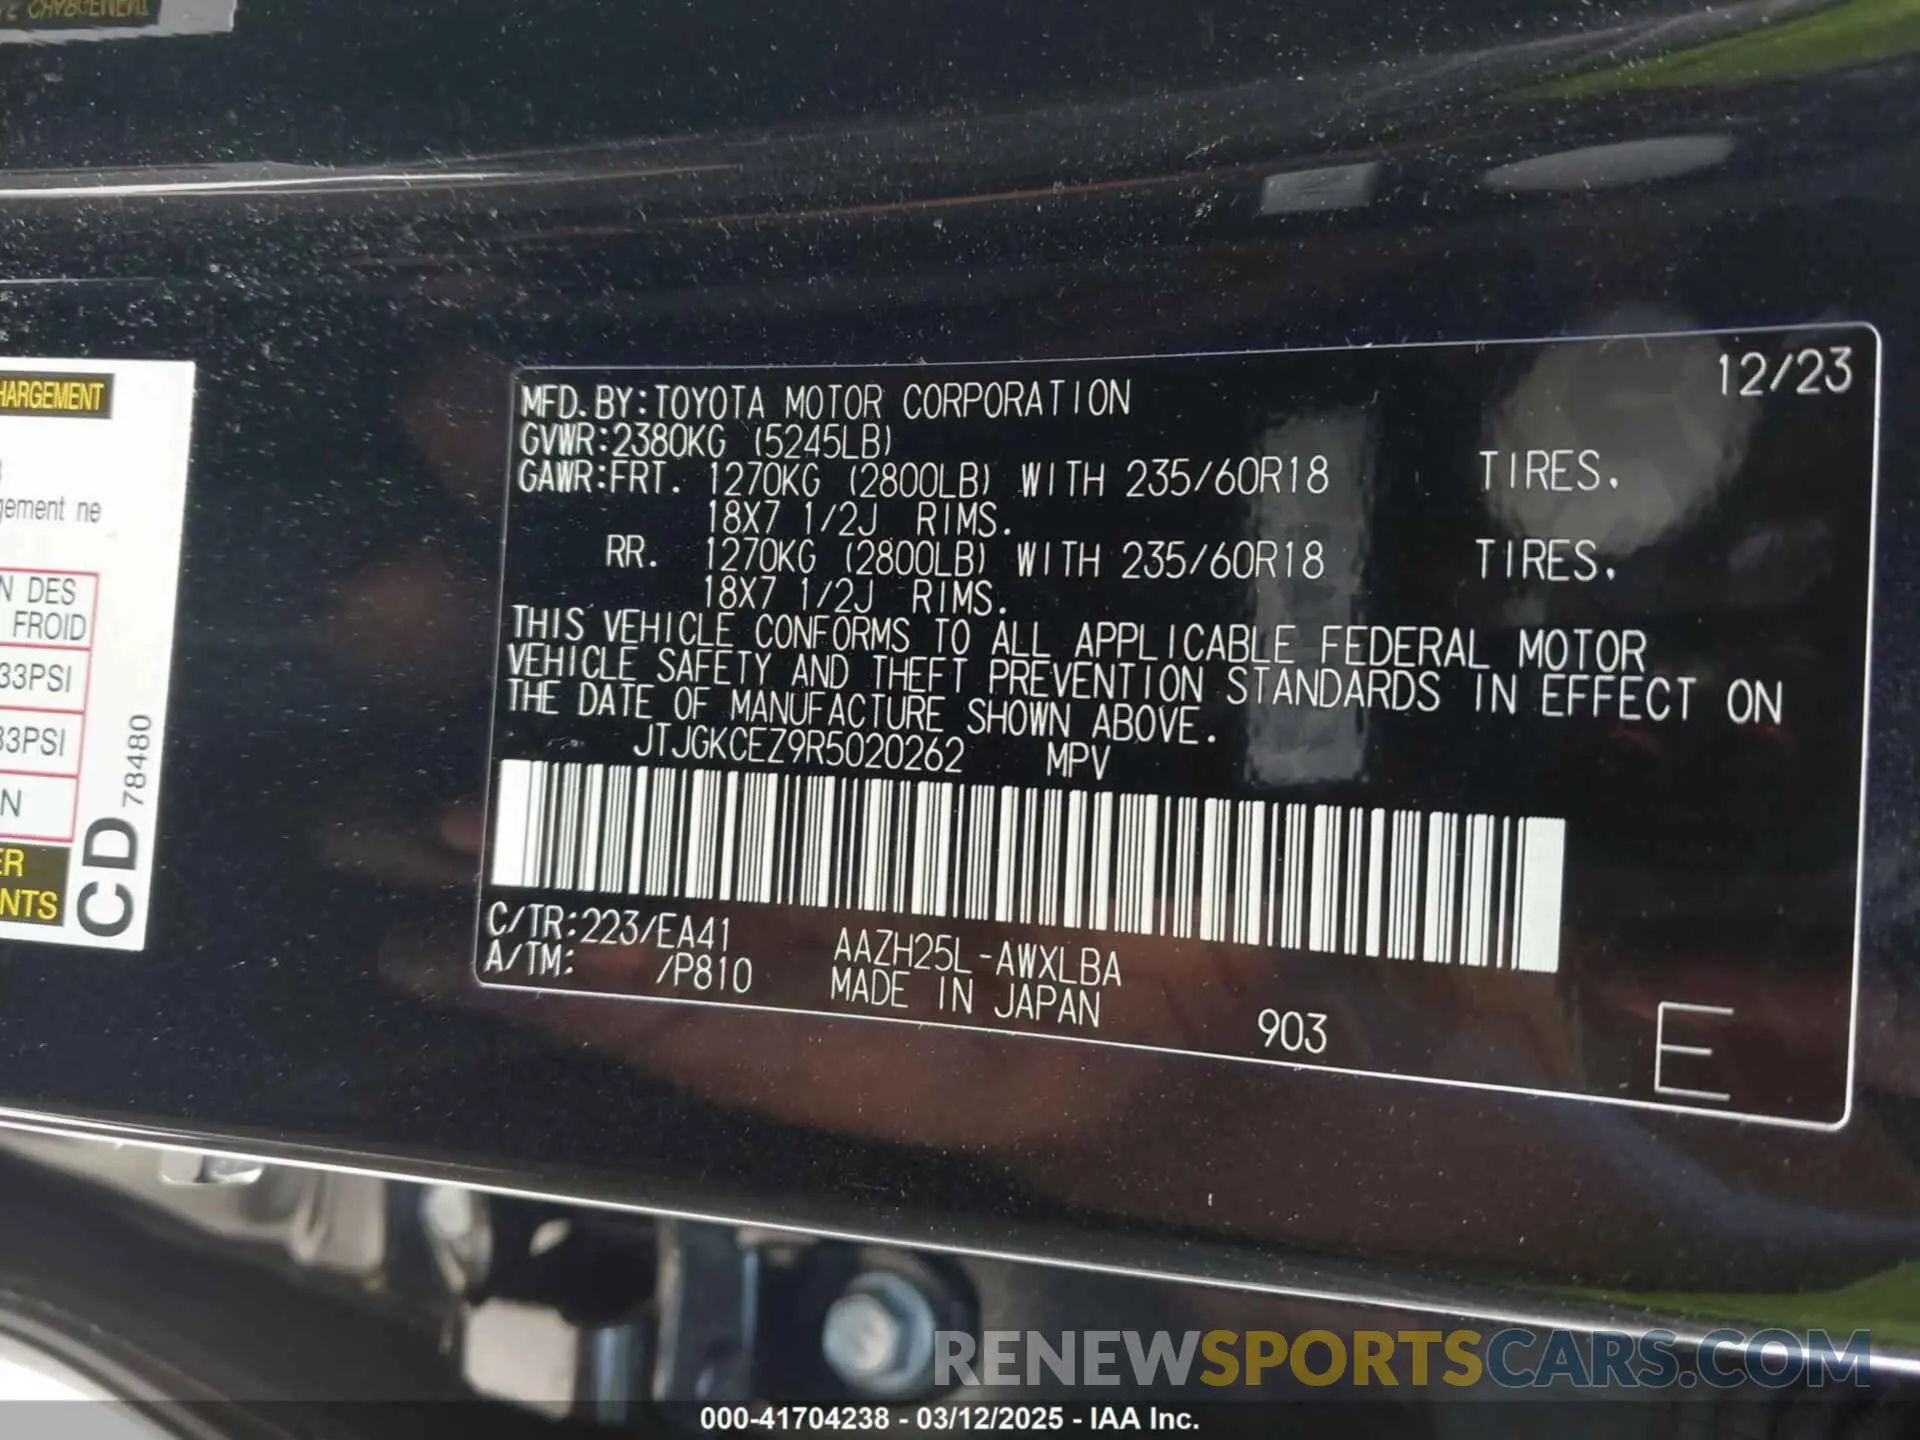 CHARGEMENT
HARGEMENT
gement ne
N DES
FROID
33PSI
33PSI
N
ER
NTS
CD 78480
12/23
MFD. BY:TOYOTA MOTOR CORPORATION
GVWR:2380KG (5245LB)
GAWR:FRT. 1270KG (2800LB) WITH 235/60R18 TIRES.
18X7 1/2J RIMS.
RR. 1270KG (2800LB) WITH 235/60R18 TIRES.
18X7 1/2J RIMS.
THIS VEHICLE CONFORMS TO ALL APPLICABLE FEDERAL MOTOR
VEHICLE SAFETY AND THEFT PREVENTION STANDARDS IN EFFECT ON
THE DATE OF MANUFACTURE SHOWN ABOVE.
JTJGKCEZ9R5020262 MPV
C/TR:223/EA41 AAZH25L-AWXLBA
A/TM: /P810 MADE IN JAPAN
903
E
RENEWSPORTSCARS.COM
000-41704238 - 03/12/2025 - IAA Inc.